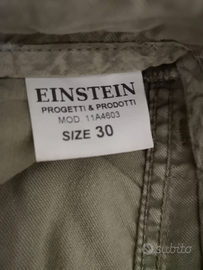 EINSTEIN
PROGETTI & PRODOTTI
MOD. 11A4603
SIZE 30
subito